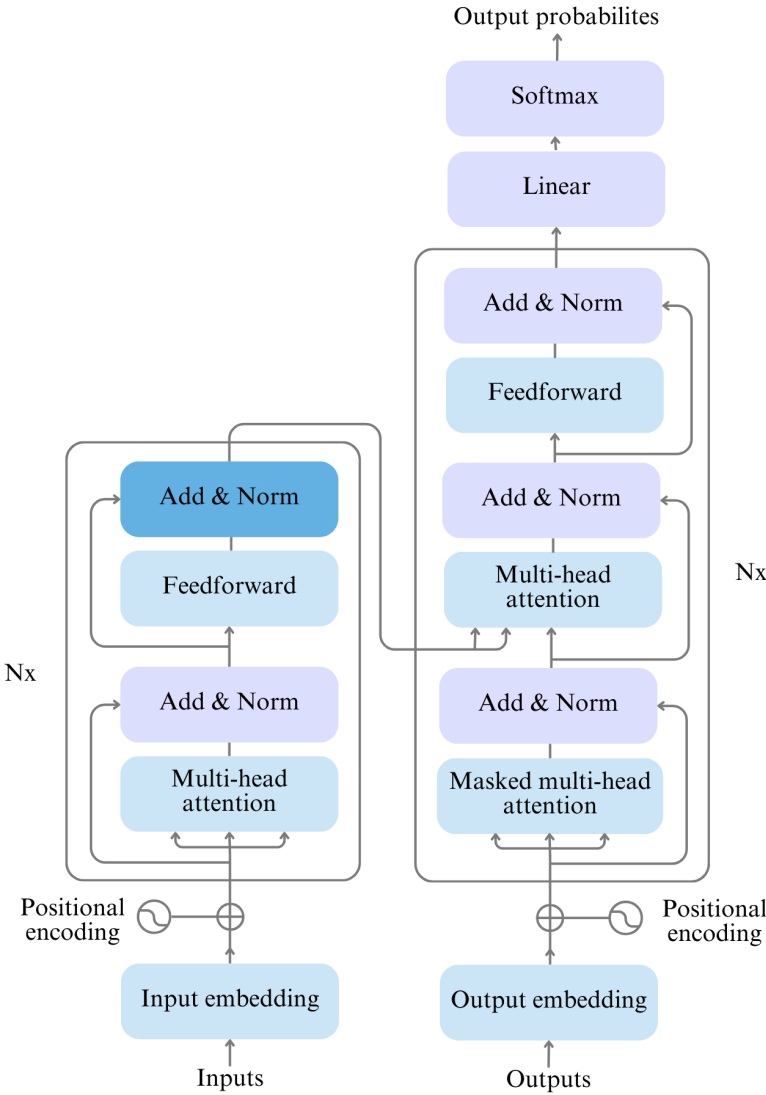 Output probabilites
Softmax
Linear
Add & Norm
Feedforward
Add & Norm
Multi-head
attention
Nx
Add & Norm
Masked multi-head
attention
Positional
encoding
Output embedding
Outputs
Add & Norm
Feedforward
Nx
Add & Norm
Multi-head
attention
Positional
encoding
Input embedding
Inputs